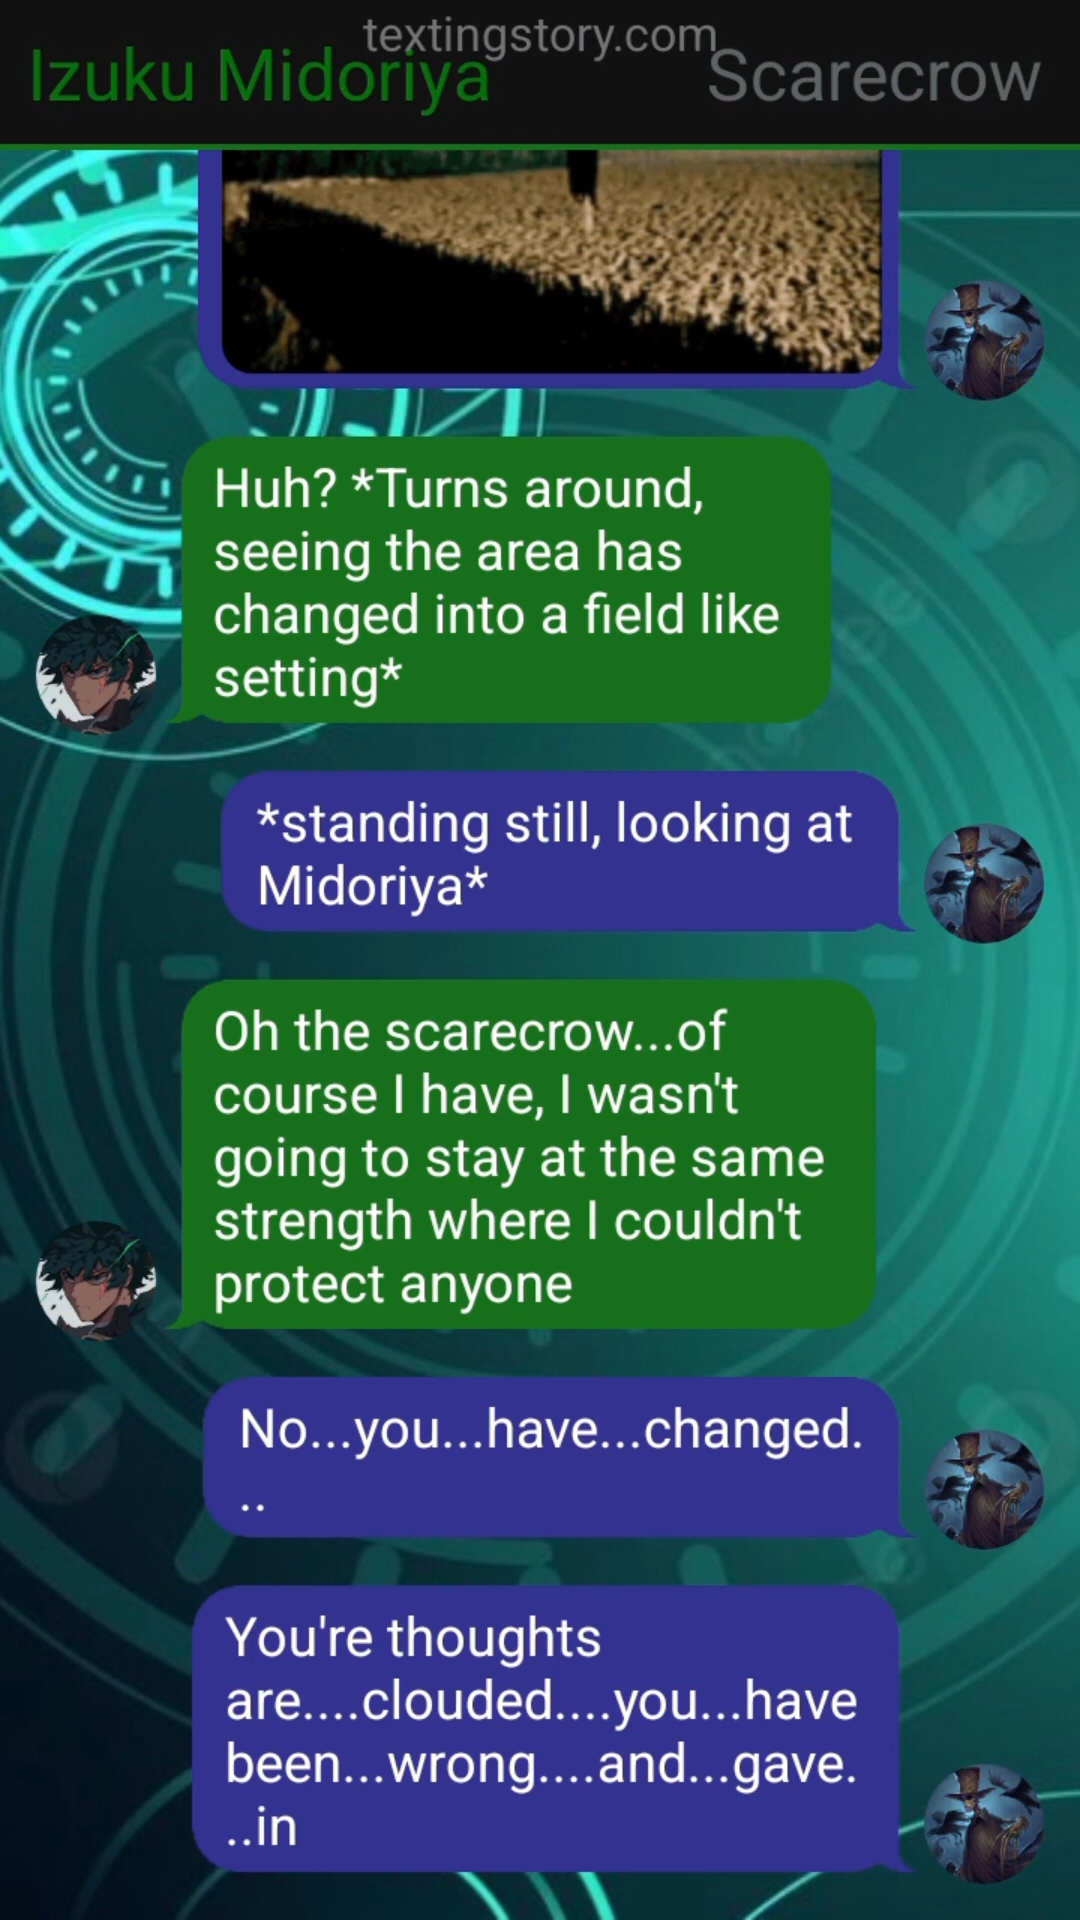 textingstory.com
Izuku Midoriya
Scarecrow
Huh? *Turns around,
seeing the area has
changed into a field like
setting*
*standing still, looking at
Midoriya*
Oh the scarecrow...of
course I have, I wasn't
going to stay at the same
strength where I couldn't
protect anyone
No...you...have...changed.
..
You're thoughts
are....clouded....you...have
been...wrong....and...gave.
..in